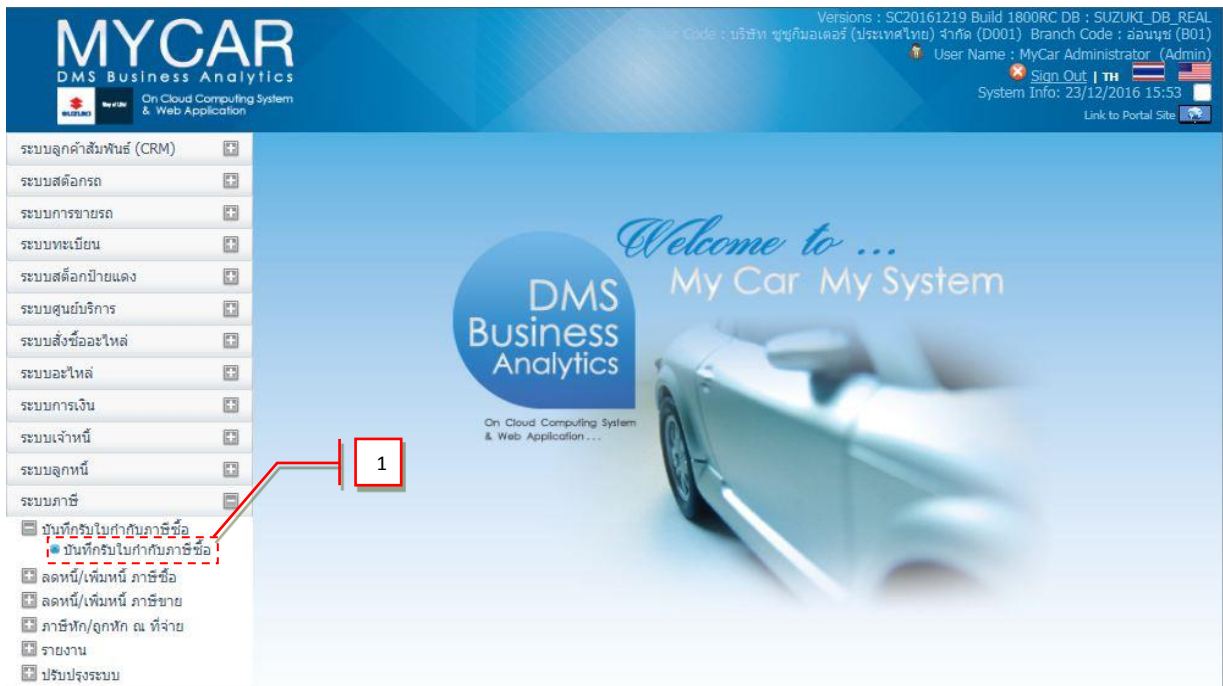 MYCAR
DMS Business Analytics
On Cloud Computing System
& Web Application
SUZUKI
Way of Life!
Versions : SC20161219 Build 1800RC DB : SUZUKI_DB_REAL
Code : บริษัท ซูซูกิมอเตอร์ (ประเทศไทย) จำกัด (D001) Branch Code : อ่อนนุช (B01)
User Name : MyCar Administrator (Admin)
Sign Out | TH
System Info: 23/12/2016 15:53
Link to Portal Site
ระบบลูกค้าสัมพันธ์ (CRM)
ระบบสต๊อกรถ
ระบบการขายรถ
ระบบทะเบียน
ระบบสต็อกป้ายแดง
ระบบศูนย์บริการ
ระบบสั่งซื้ออะไหล่
ระบบอะไหล่
ระบบการเงิน
ระบบเจ้าหนี้
ระบบลูกหนี้
ระบบภาษี
บันทึกรับใบกำกับภาษีซื้อ
บันทึกรับใบกำกับภาษีซื้อ
ลดหนี้/เพิ่มหนี้ ภาษีซื้อ
ลดหนี้/เพิ่มหนี้ ภาษีขาย
ภาษีหัก/ถูกหัก ณ ที่จ่าย
รายงาน
ปรับปรุงระบบ
1
Welcome to ...
My Car My System
DMS
Business
Analytics
On Cloud Computing System
& Web Application . . .